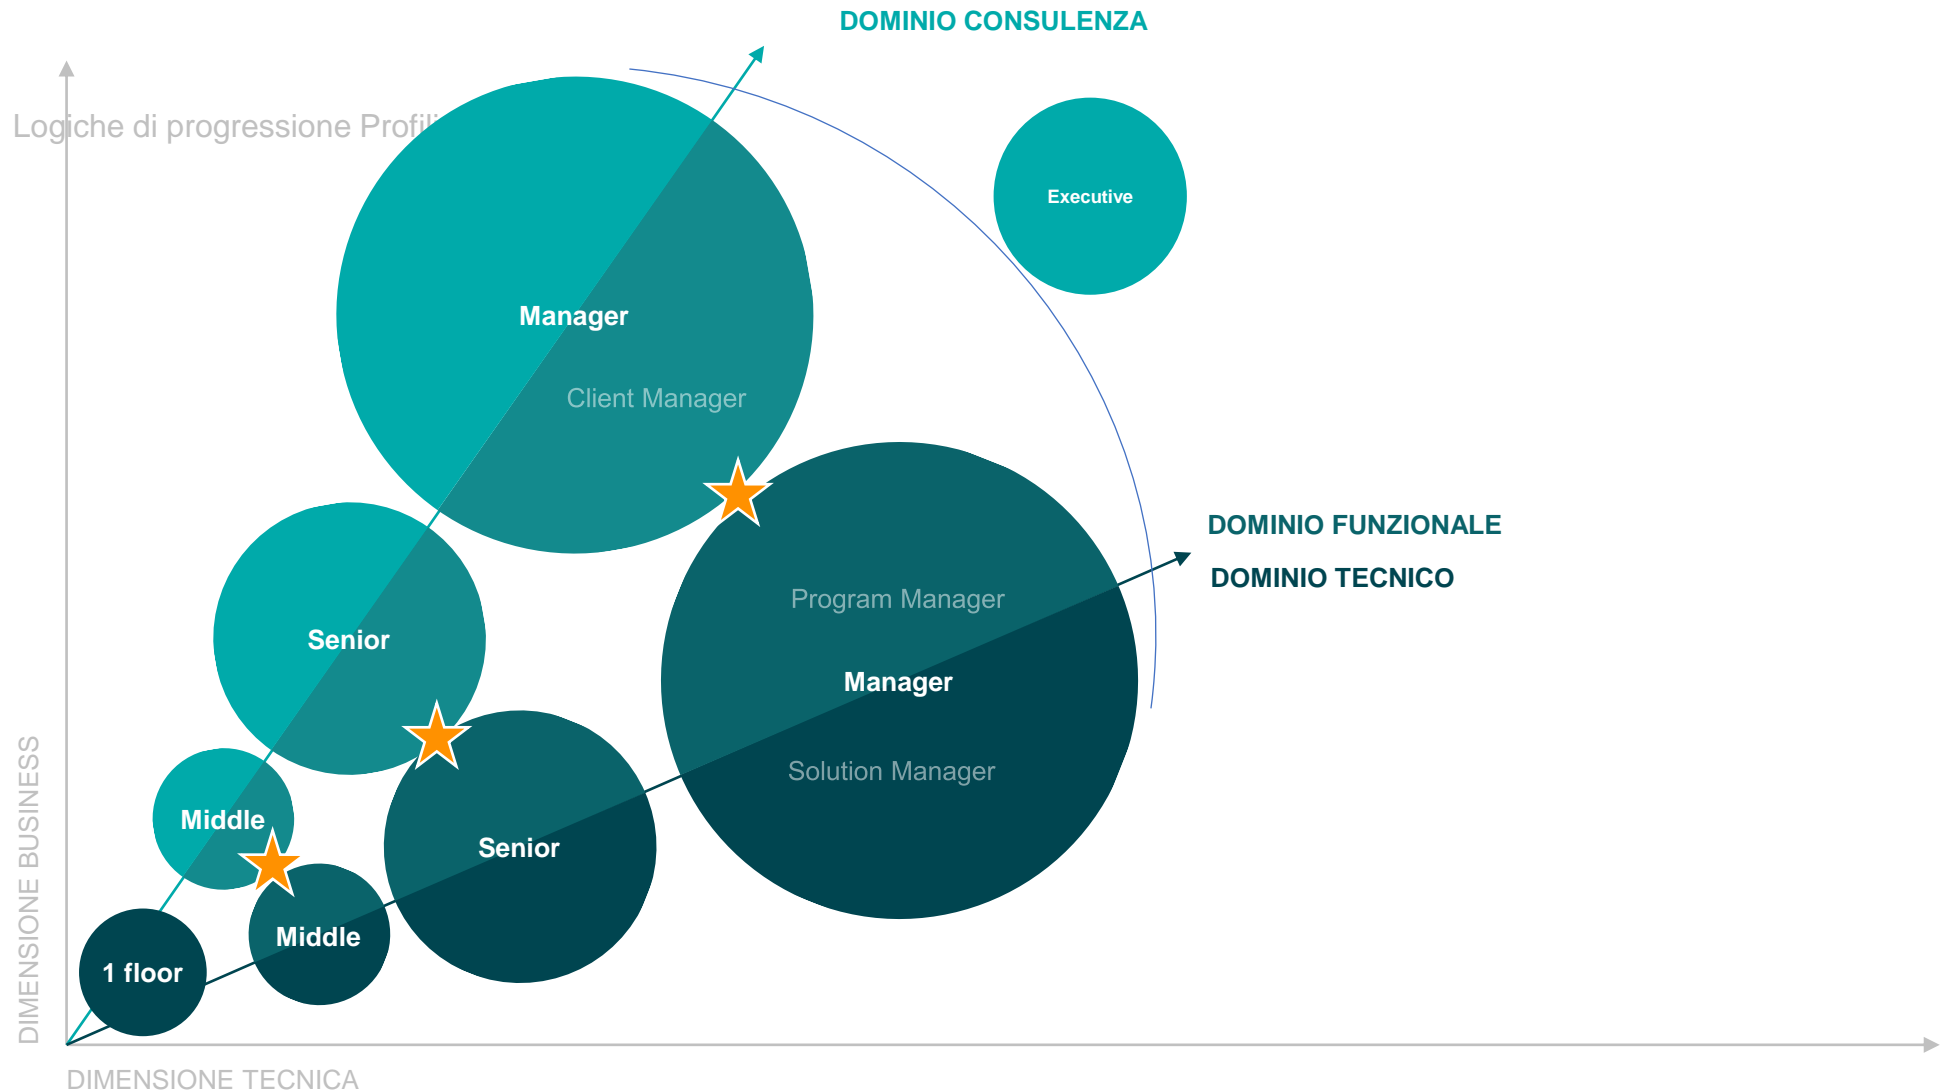 DOMINIO CONSULENZA
Logiche di progressione Profili
Executive
Manager
Client Manager
DOMINIO FUNZIONALE
DOMINIO TECNICO
Program Manager
Manager
Solution Manager
Senior
Senior
Middle
Middle
1 floor
DIMENSIONE BUSINESS
DIMENSIONE TECNICA